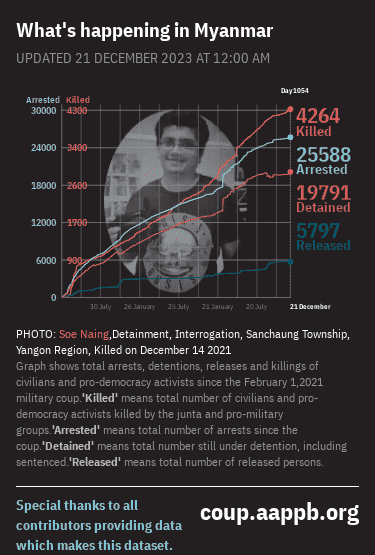 What's happening in Myanmar
UPDATED 21 DECEMBER 2023 AT 12:00 AM
Day1054
Arrested Killed
30000 4300
24000 3400
18000 2600
12000 1700
6000 900
0
4264
Killed
25588
Arrested
19791
Detained
5797
Released
30 July 26 January 25 July 21 January 20 July 21 December
PHOTO: Soe Naing,Detainment, Interrogation, Sanchaung Township,
Yangon Region, Killed on December 14 2021
Graph shows total arrests, detentions, releases and killings of
civilians and pro-democracy activists since the February 1,2021
military coup.'Killed' means total number of civilians and pro-
democracy activists killed by the junta and pro-military
groups.'Arrested' means total number of arrests since the
coup.'Detained' means total number still under detention, including
sentenced.'Released' means total number of released persons.
Special thanks to all
contributors providing data
which makes this dataset.
coup.aappb.org